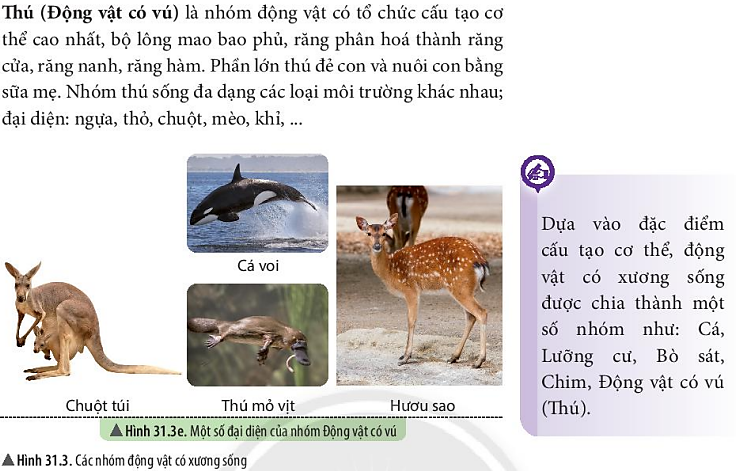 Thú (Động vật có vú) là nhóm động vật có tổ chức cấu tạo cơ
thể cao nhất, bộ lông mao bao phủ, răng phân hoá thành răng
cửa, răng nanh, răng hàm. Phần lớn thú đẻ con và nuôi con bằng
sữa mẹ. Nhóm thú sống đa dạng các loại môi trường khác nhau;
đại diện: ngựa, thỏ, chuột, mèo, khỉ, ...
Cá voi
Chuột túi
Thú mỏ vịt
Hươu sao
▲ Hình 31.3e. Một số đại diện của nhóm Động vật có vú
▲ Hình 31.3. Các nhóm động vật có xương sống
Dựa vào đặc điểm
cấu tạo cơ thể, động
vật có xương sống
được chia thành một
số nhóm như: Cá,
Lưỡng cư, Bò sát,
Chim, Động vật có vú
(Thú).